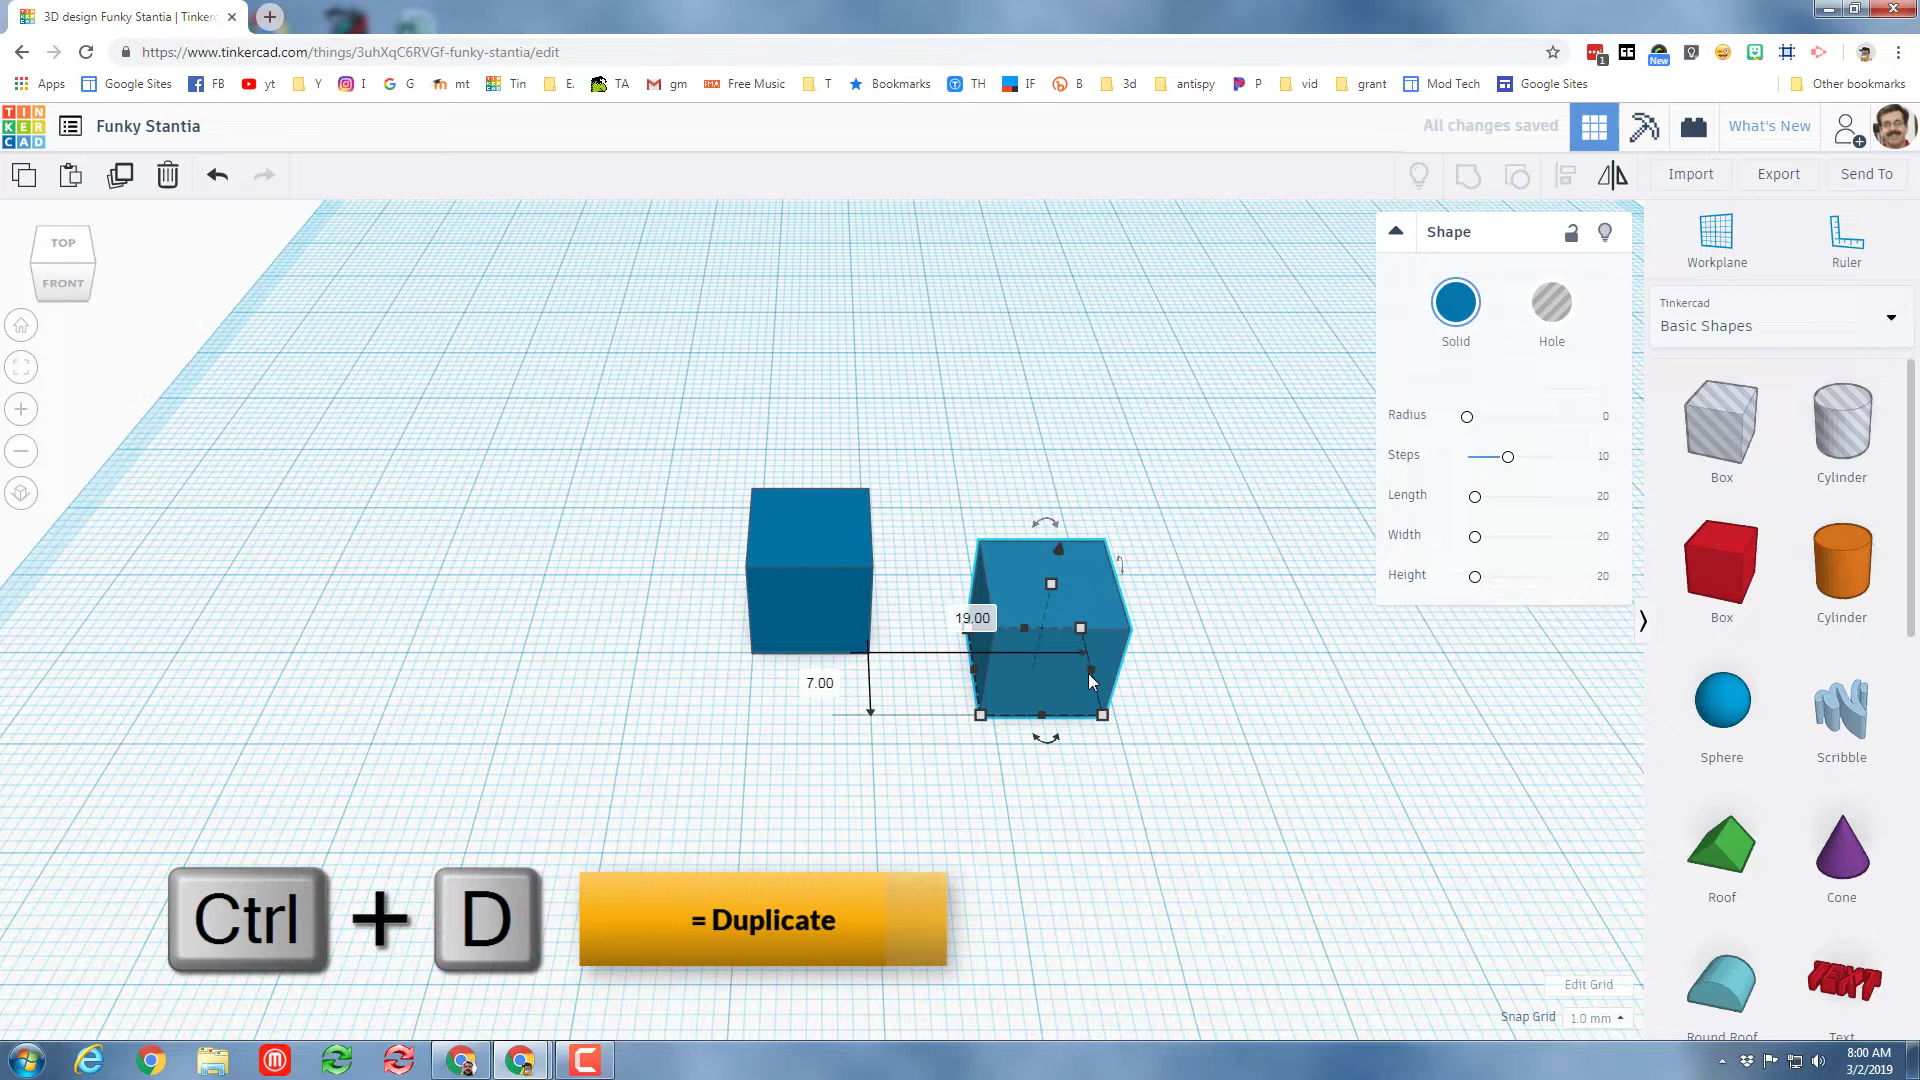 3D design Funky Stantia | Tinker
https://www.tinkercad.com/things/3uhXqC6RVGf-funky-stantia/edit
1
New
Apps Google Sites FB yt Y I G mt Tin E. TA gm Free Music T Bookmarks TH IF B 3d antispy P vid grant Mod Tech Google Sites Other bookmarks
TIN
KER
CAD
Funky Stantia
All changes saved
What's New
Import Export Send To
TOP
FRONT
Shape
Solid Hole
Radius 0
Steps 10
Length 20
Width 20
Height 20
Workplane Ruler
Tinkercad
Basic Shapes
Box Cylinder
Box Cylinder
Sphere Scribble
Roof Cone
Round Roof Text
TEXT
19.00
7.00
Ctrl + D = Duplicate
Edit Grid
Snap Grid 1.0 mm
8:00 AM
3/2/2019